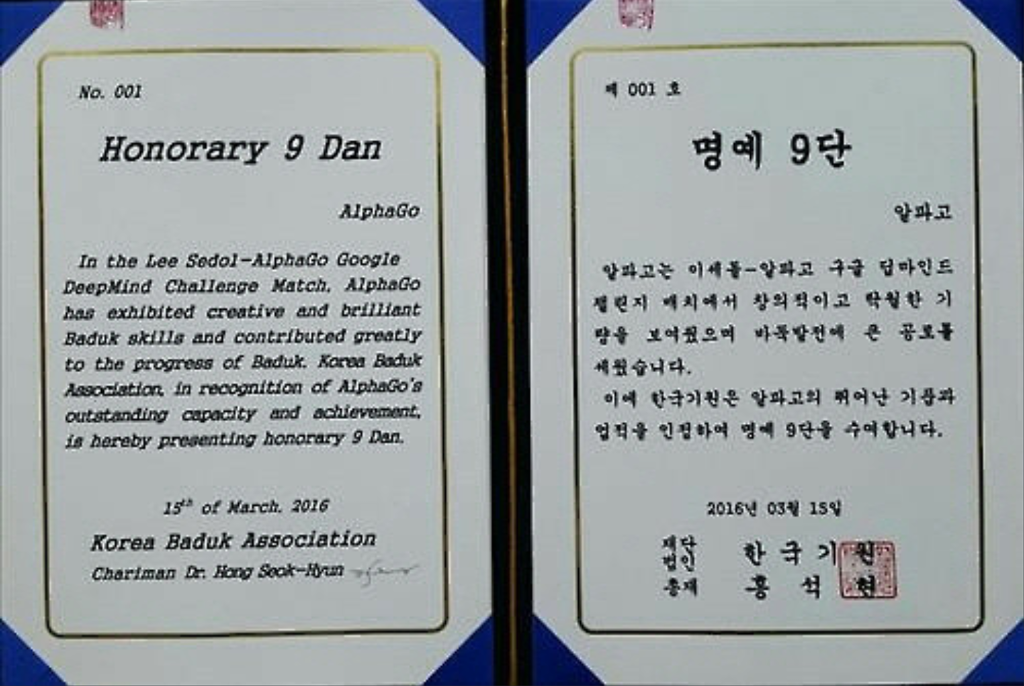 No. 001
Honorary 9 Dan
AlphaGo
In the Lee Sedol-AlphaGo Google
DeepMind Challenge Match, AlphaGo
has exhibited creative and brilliant
Baduk skills and contributed greatly
to the progress of Baduk. Korea Baduk
Association, in recognition of AlphaGo's
outstanding capacity and achievement,
is hereby presenting honorary 9 Dan.
15th of March, 2016
Korea Baduk Association
Chariman Dr. Hong Seok-Hyun
제 001 호
명예 9단
알파고
알파고는 이세돌-알파고 구글 딥마인드
챌린지 매치에서 창의적이고 탁월한 기
량을 보여줬으며 바둑발전에 큰 공로를
세웠습니다.
이에 한국기원은 알파고의 뛰어난 기품과
업적을 인정하여 명예 9단을 수여합니다.
2016년 03월 15일
재단
법인 한국기원
총재 홍석현